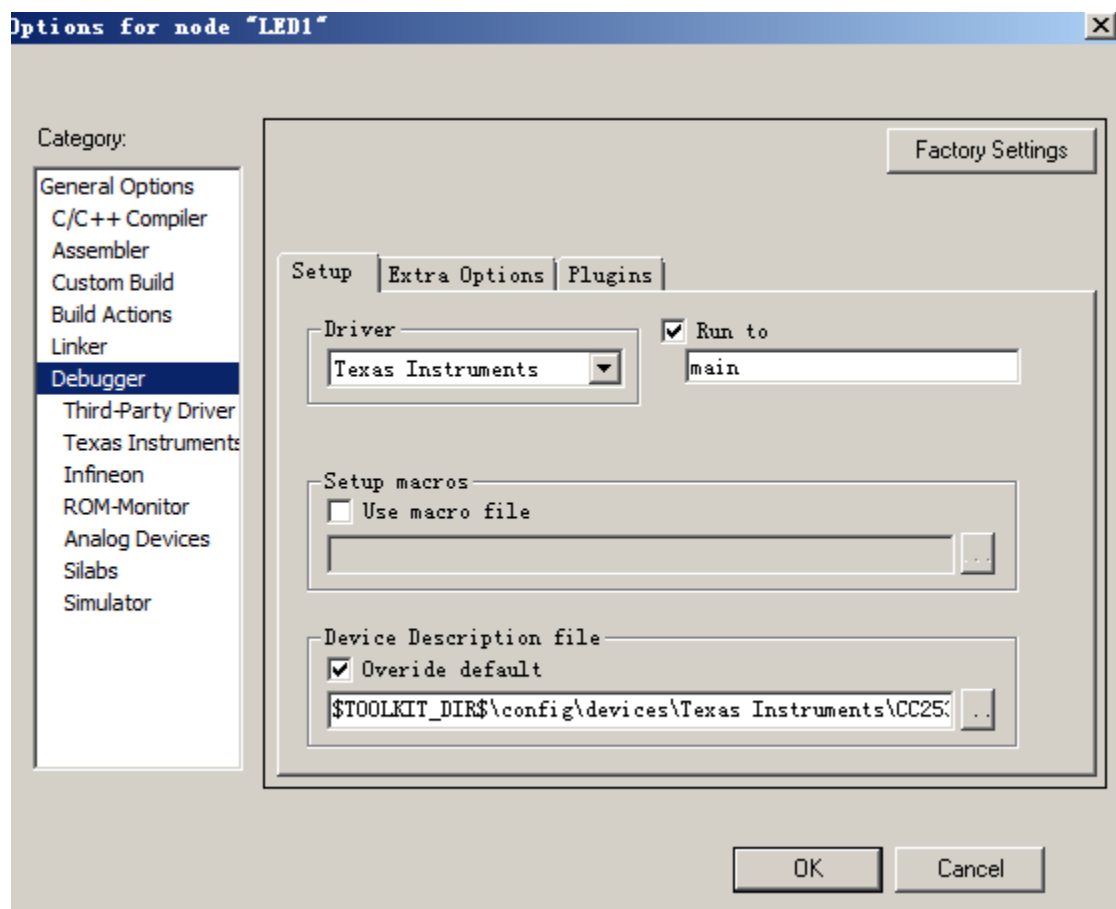 Options for node "LED1"
Category:
Factory Settings
General Options
C/C++ Compiler
Assembler
Custom Build
Build Actions
Linker
Debugger
Third-Party Driver
Texas Instruments
Infineon
ROM-Monitor
Analog Devices
Silabs
Simulator
Setup Extra Options Plugins
Driver
Run to
Texas Instruments
main
Setup macros
Use macro file
...
Device Description file
Overide default
$TOOLKIT_DIR$\config\devices\Texas Instruments\CC253
..
OK Cancel